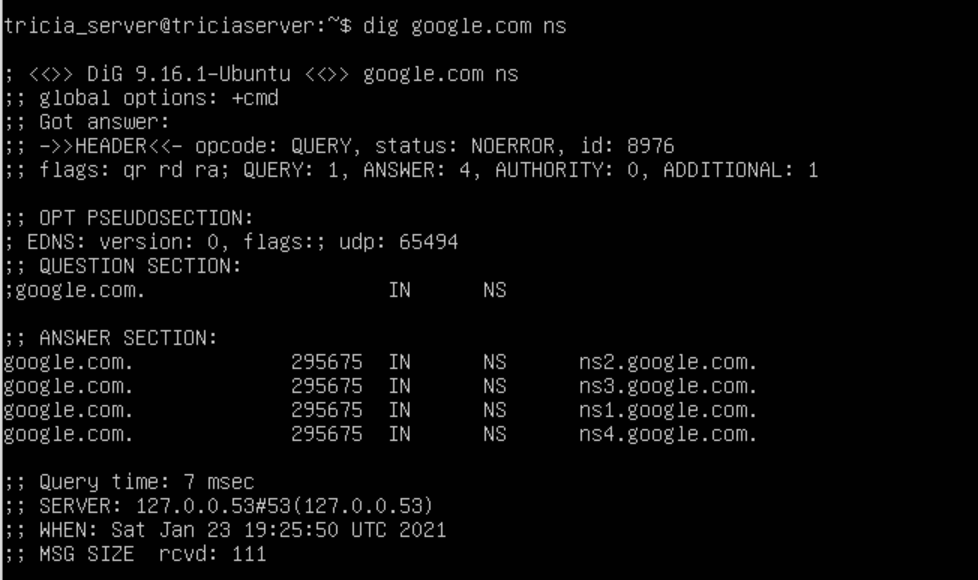 tricia_server@triciaserver:~$ dig google.com ns
; <<>> DiG 9.16.1-Ubuntu <<>> google.com ns
;; global options: +cmd
;; Got answer:
;; ->>HEADER<<- opcode: QUERY, status: NOERROR, id: 8976
;; flags: qr rd ra; QUERY: 1, ANSWER: 4, AUTHORITY: 0, ADDITIONAL: 1
;; OPT PSEUDOSECTION:
; EDNS: version: 0, flags:; udp: 65494
;; QUESTION SECTION:
;google.com. IN NS
;; ANSWER SECTION:
google.com. 295675 IN NS ns2.google.com.
google.com. 295675 IN NS ns3.google.com.
google.com. 295675 IN NS ns1.google.com.
google.com. 295675 IN NS ns4.google.com.
;; Query time: 7 msec
;; SERVER: 127.0.0.53#53(127.0.0.53)
;; WHEN: Sat Jan 23 19:25:50 UTC 2021
;; MSG SIZE rcvd: 111